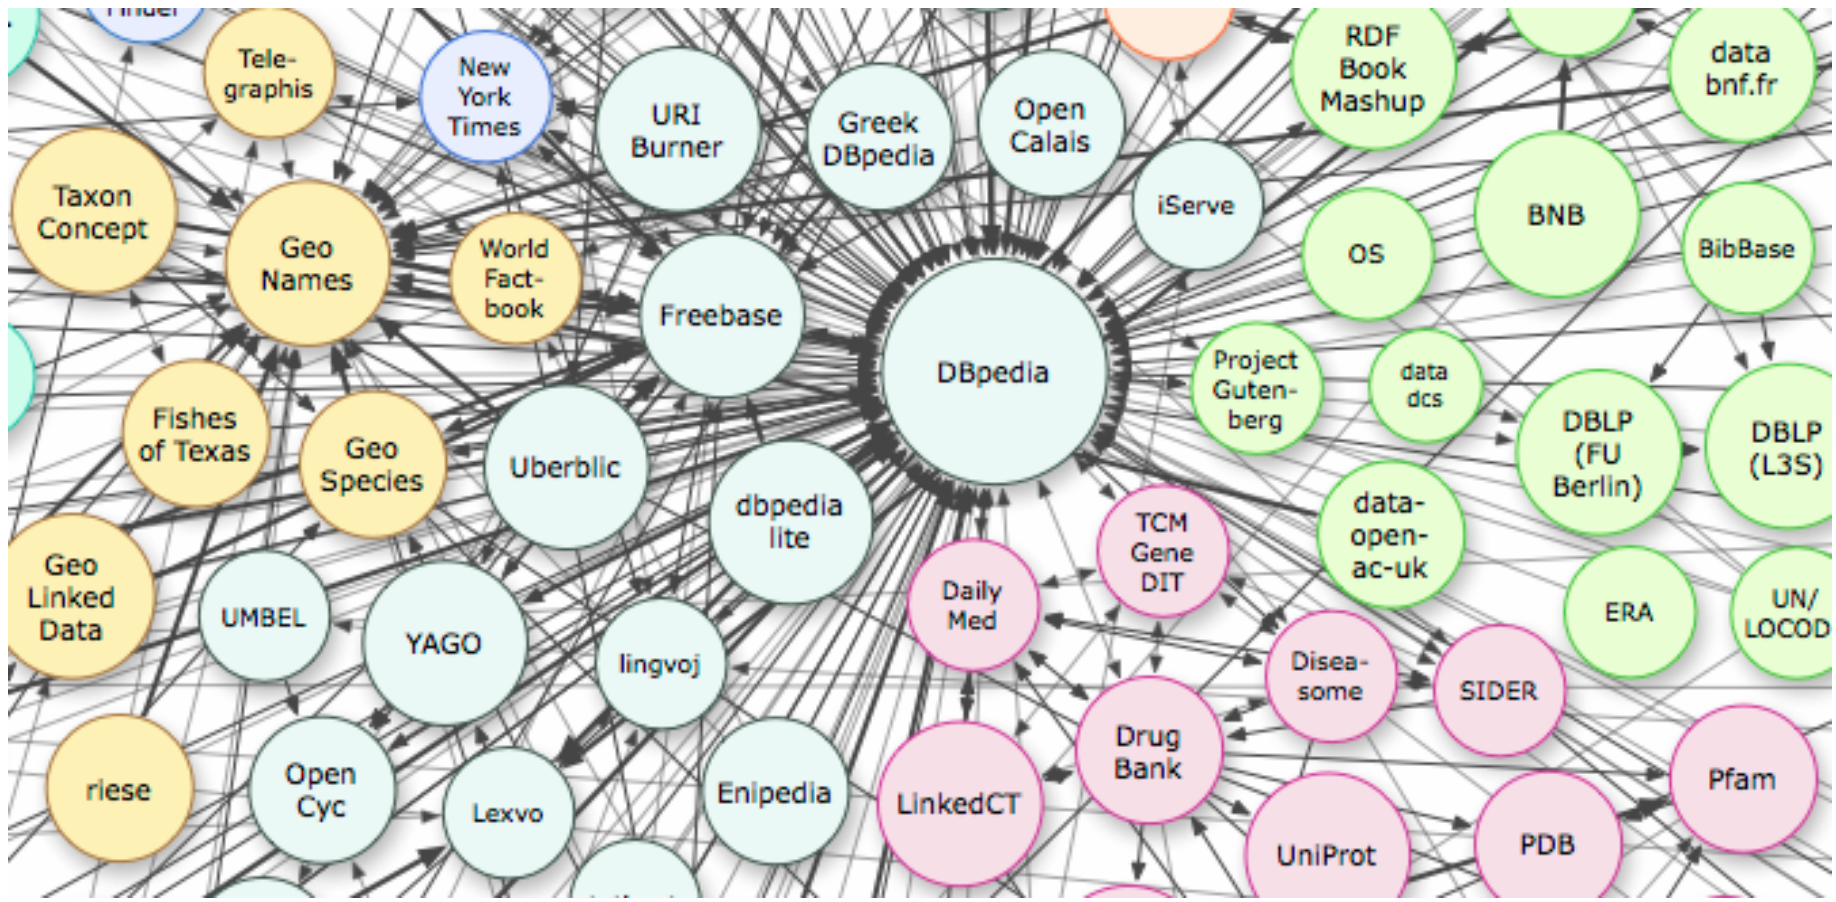 Tele-
graphis
New
York
Times
URI
Burner
Greek
DBpedia
Open
Calais
RDF
Book
Mashup
data
bnf.fr
Taxon
Concept
Geo
Names
World
Fact-
book
Freebase
DBpedia
iServe
OS
BNB
BibBase
Project
Guten-
berg
data
dcs
DBLP
(FU
Berlin)
DBLP
(L3S)
Fishes
of Texas
Geo
Species
Uberblic
dbpedia
lite
data-
open-
ac-uk
TCM
Gene
DIT
Daily
Med
Geo
Linked
Data
UMBEL
YAGO
lingvoj
Disea-
some
SIDER
ERA
UN/
LOCOD
riese
Open
Cyc
Lexvo
Enipedia
LinkedCT
Drug
Bank
UniProt
PDB
Pfam